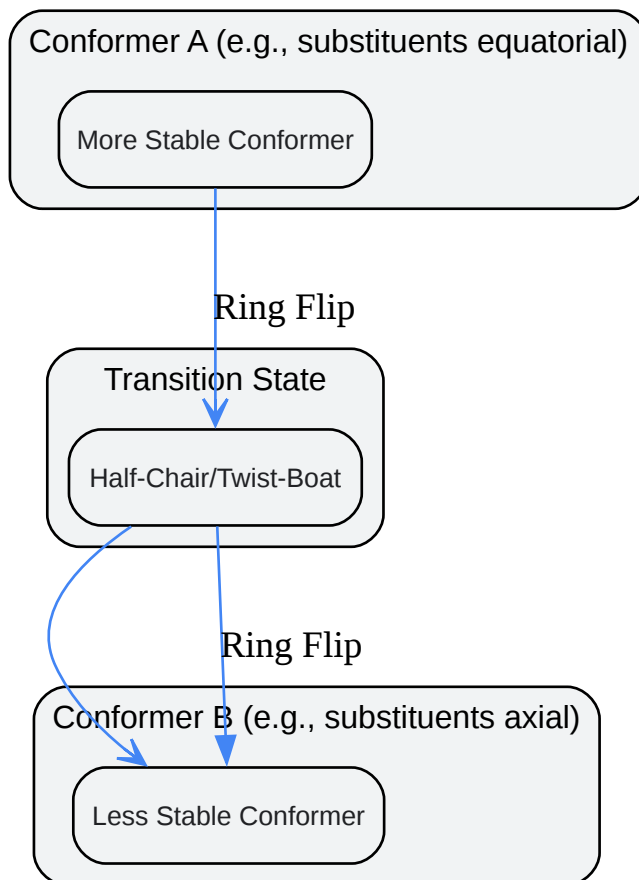 Conformer A (e.g., substituents equatorial)
More Stable Conformer
Ring Flip
Transition State
Half-Chair/Twist-Boat
Ring Flip
Conformer B (e.g., substituents axial)
Less Stable Conformer